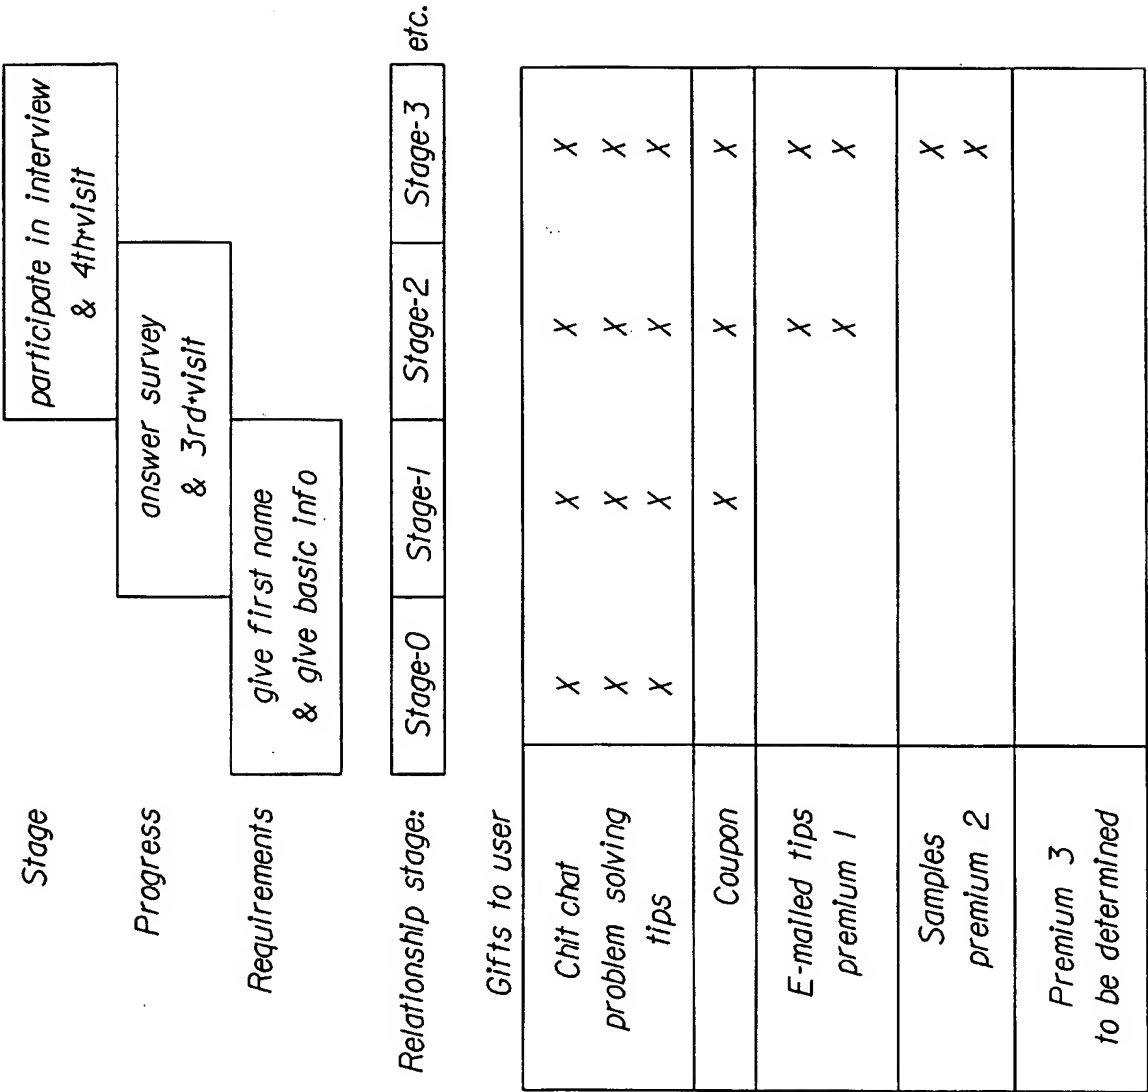 Stage
Progress
Requirements
participate in interview
& 4th•visit
answer survey
& 3rd•visit
give first name
& give basic info
Relationship stage:
Stage-0
Stage-1
Stage-2
Stage-3
etc.
Gifts to user
Chit chat
X X X X
problem solving
X X X X
tips
X X X X
Coupon
X X X
E-mailed tips
X X
premium 1
X X
Samples
X
premium 2
X
Premium 3
to be determined